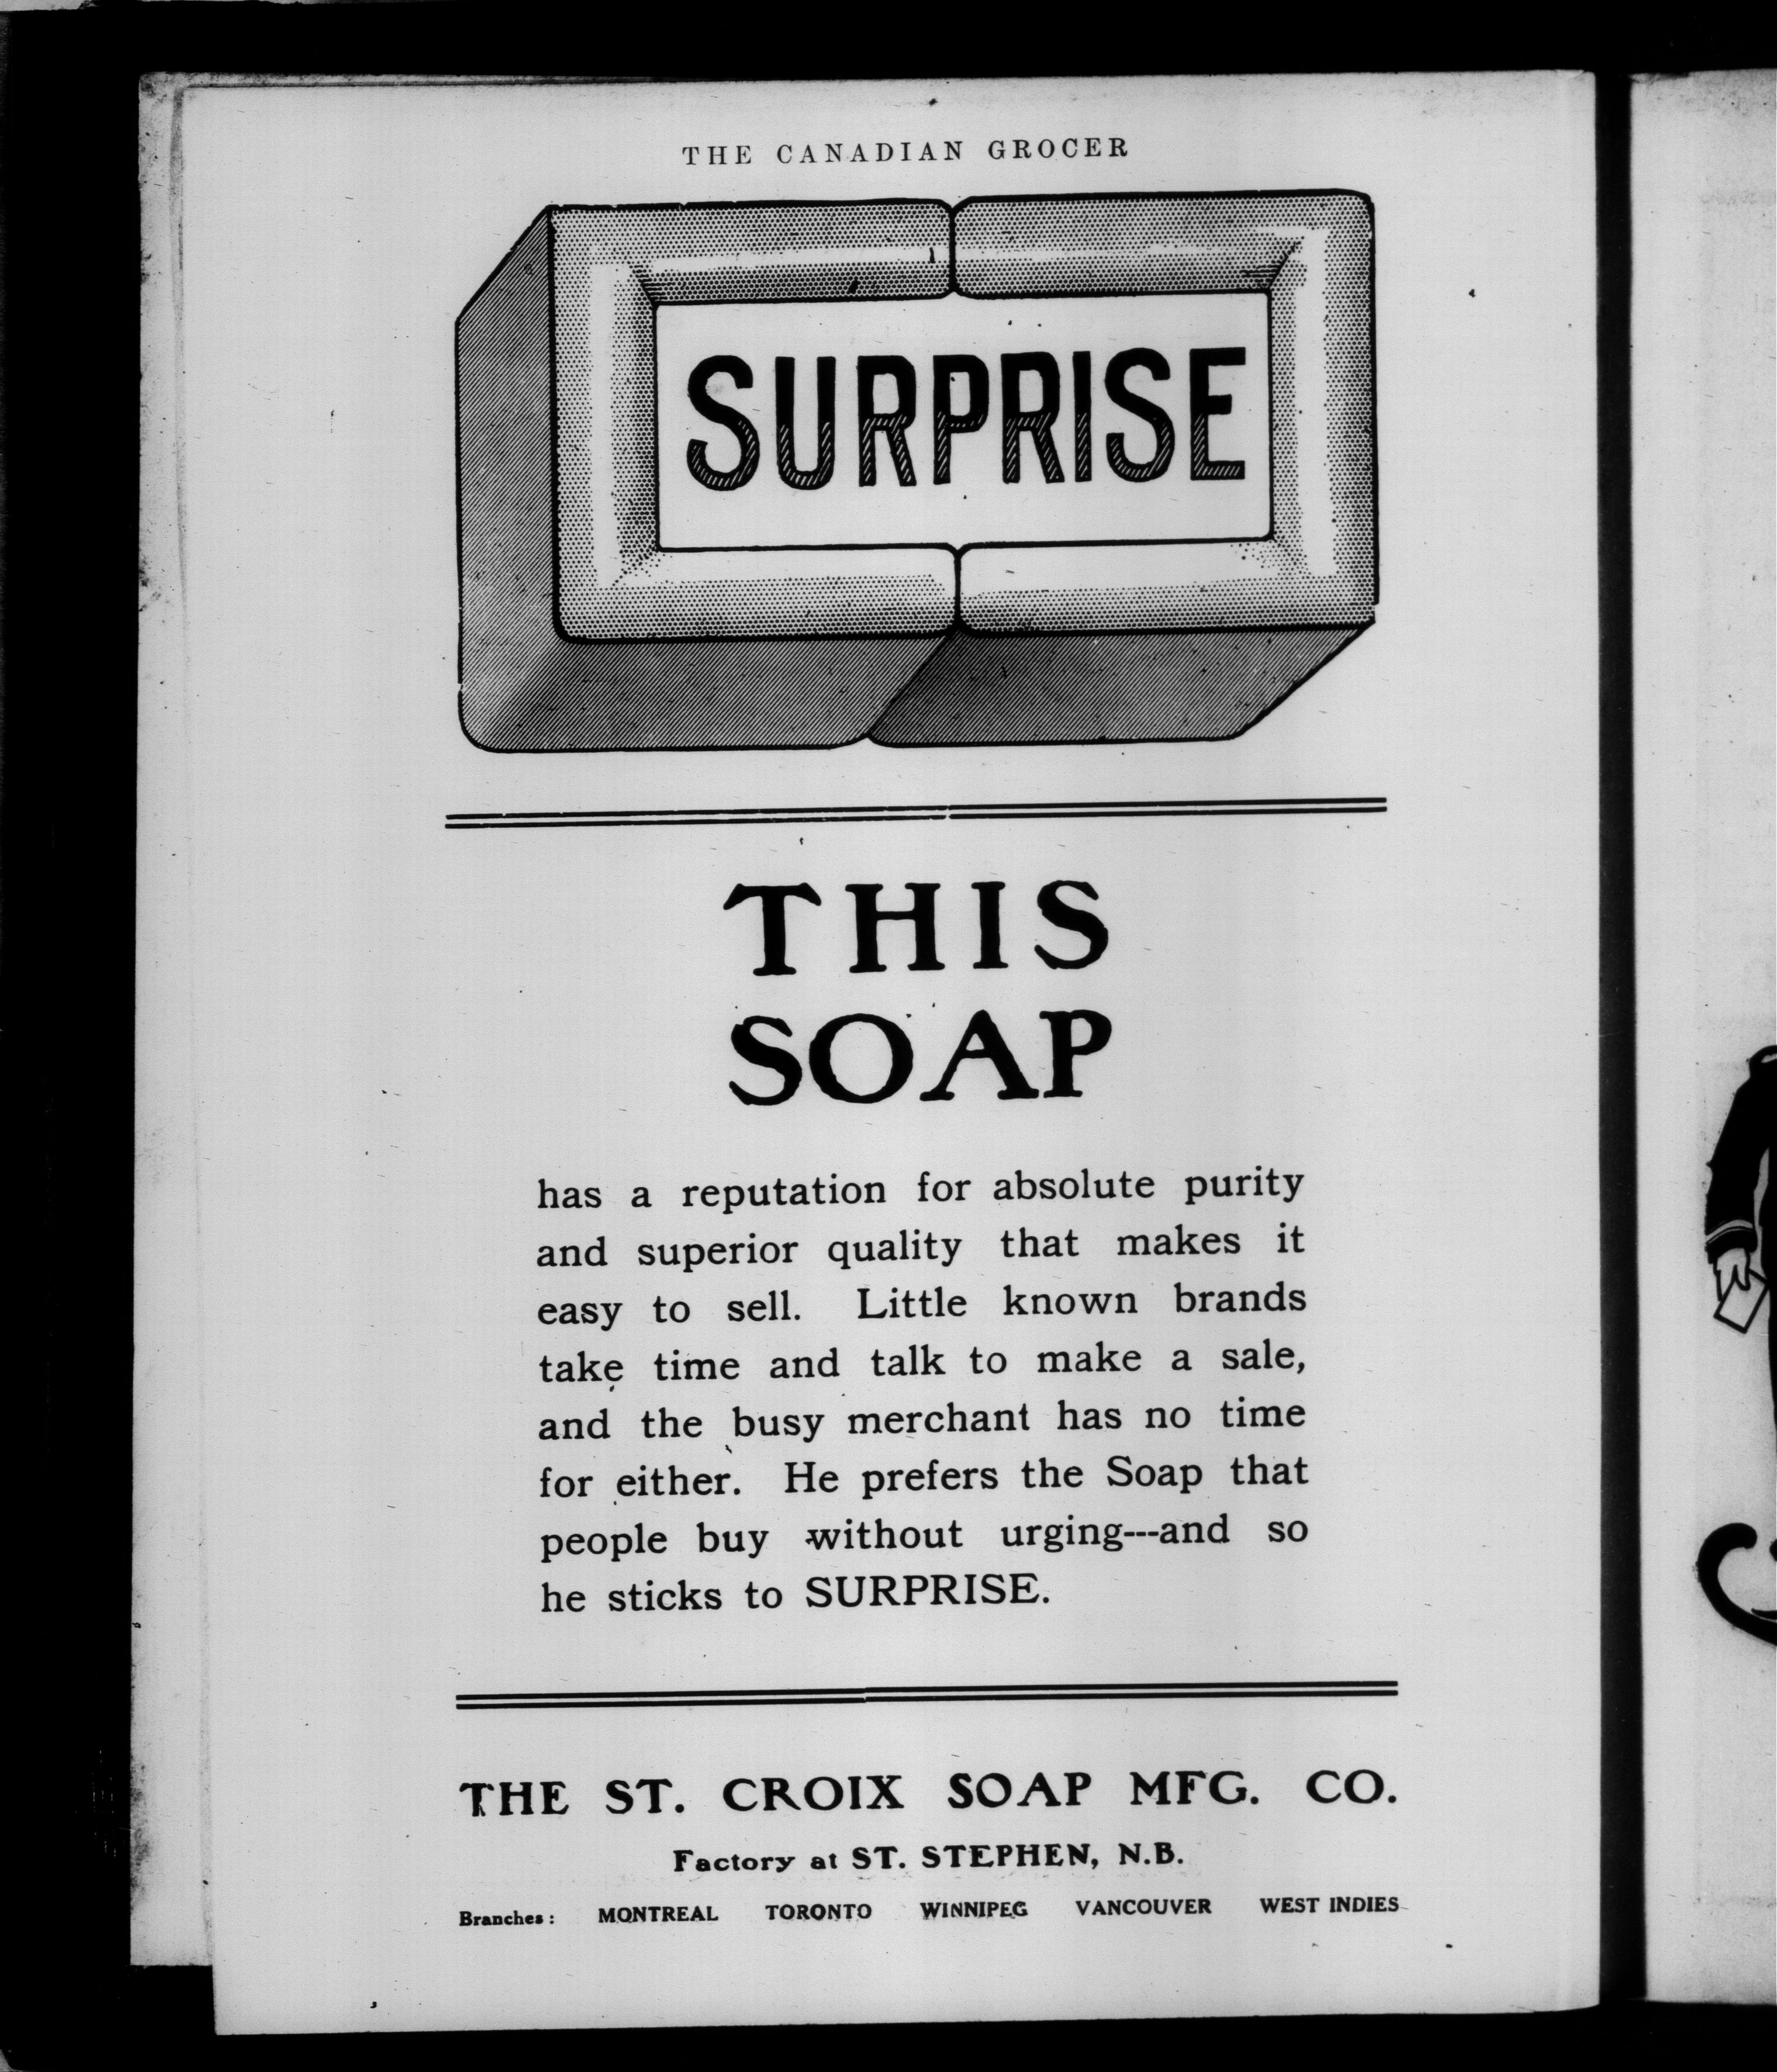 THE CANADIAN GROCER
SURPRISE
THIS
SOAP
has a reputation for absolute purity
and superior quality that makes it
easy to sell. Little known brands
take time and talk to make a sale,
and the busy merchant has no time
for either. He prefers the Soap that
people buy without urging---and so
he sticks to SURPRISE.
THE ST. CROIX SOAP MFG. CO.
Factory at ST. STEPHEN, N.B.
Branches: MONTREAL TORONTO WINNIPEG VANCOUVER WEST INDIES